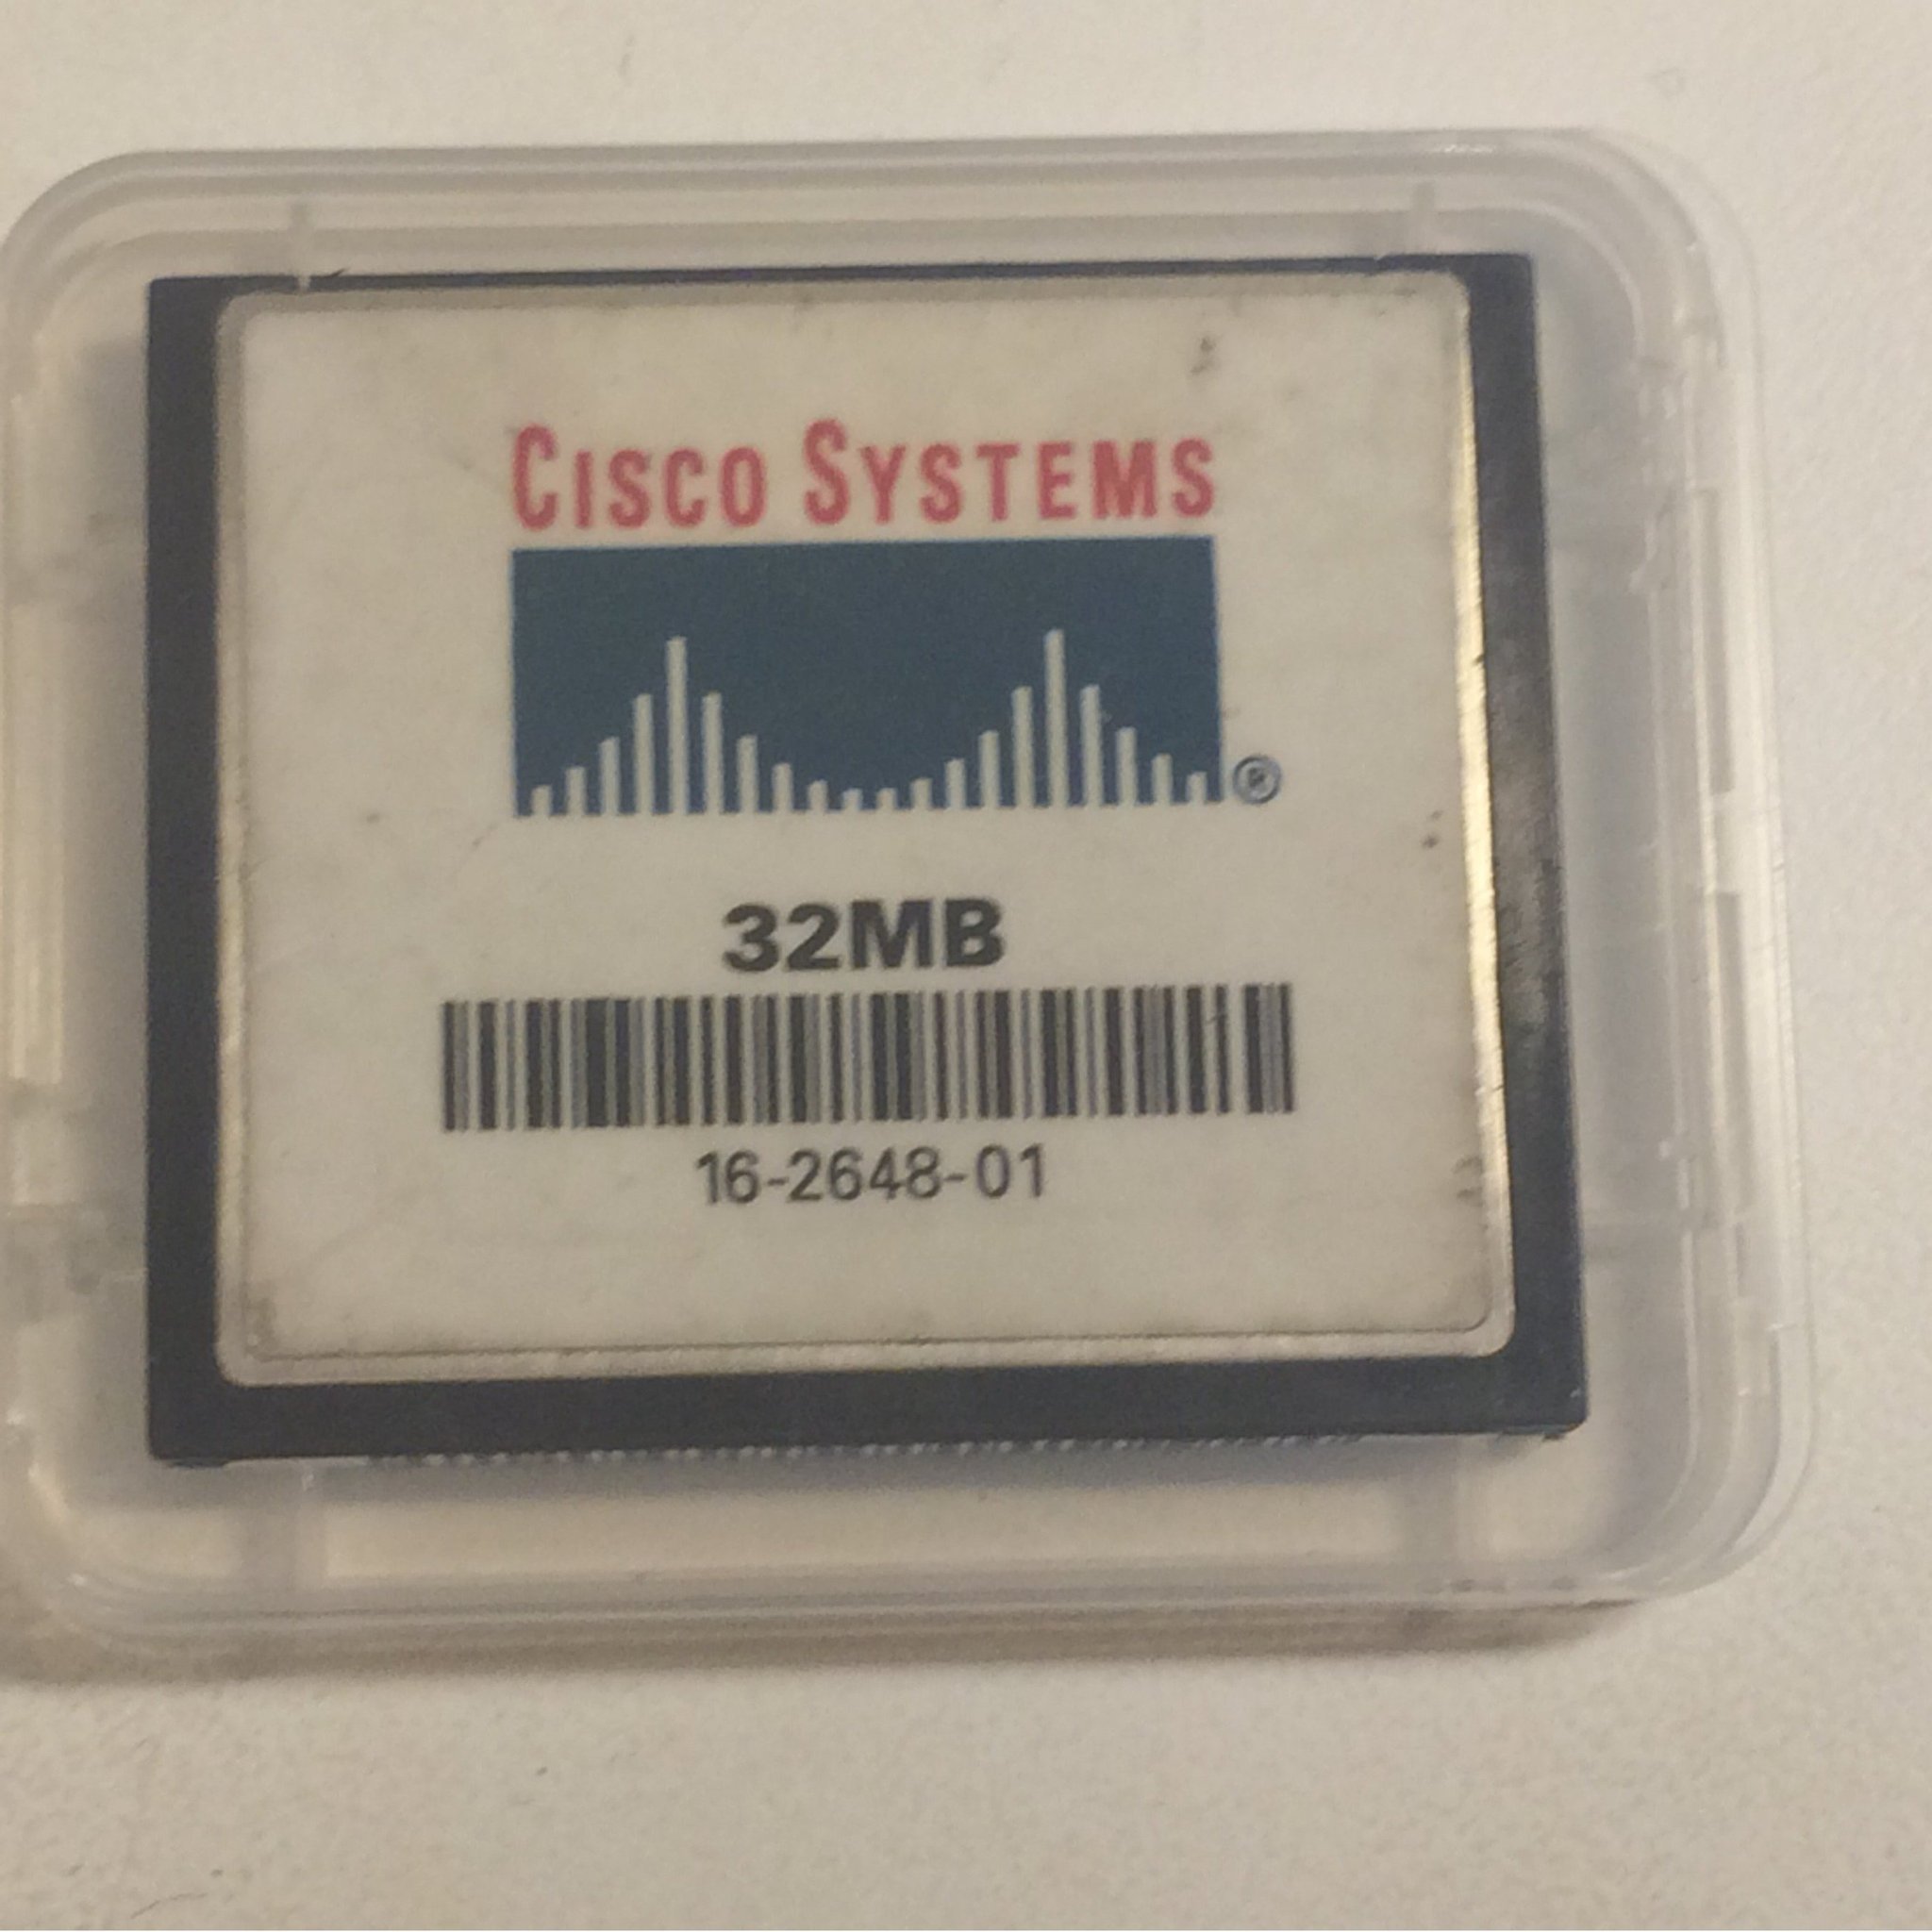 CISCO SYSTEMS
®
32MB
16-2648-01